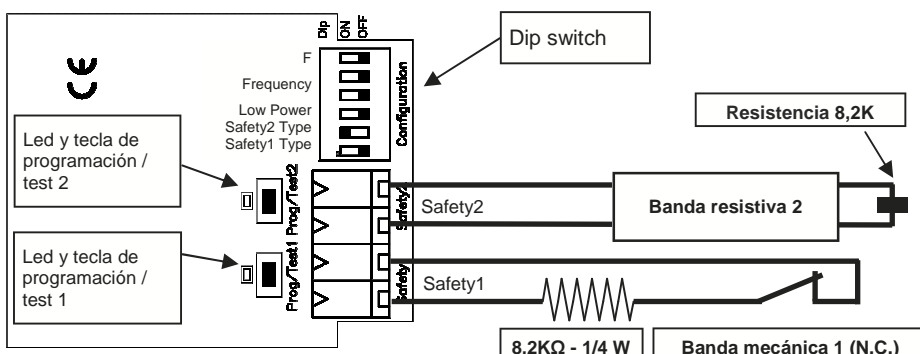 Dip
ON
OFF
Dip switch
CE
F
Frequency
Low Power
Safety2 Type
Safety1 Type
Configuration
Resistencia 8,2K
Led y tecla de
programación /
test 2
Prog/Test2
Safety2
Safety2
Banda resistiva 2
Led y tecla de
programación /
test 1
Prog/Test1
Safety
Safety1
8.2KΩ - 1/4 W
Banda mecánica 1 (N.C.)